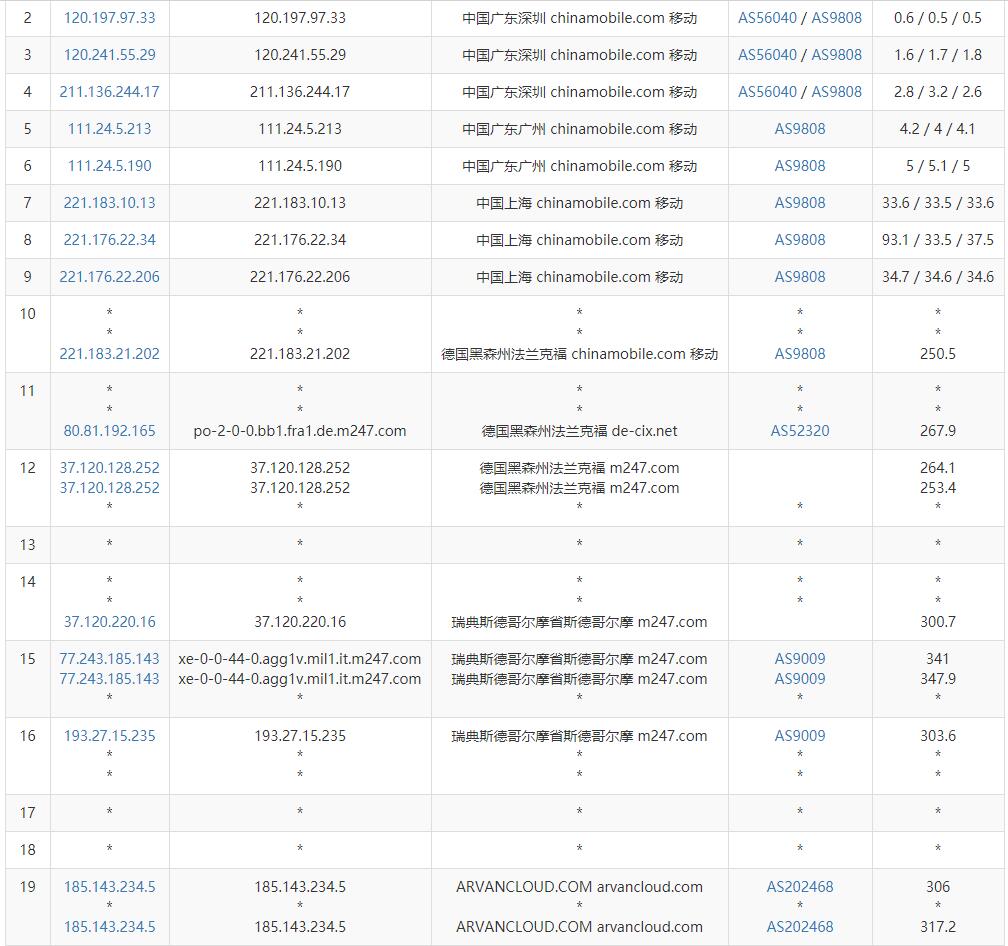 2 120.197.97.33 120.197.97.33 中国广东深圳 chinamobile.com 移动 AS56040 / AS9808 0.6 / 0.5 / 0.5
3 120.241.55.29 120.241.55.29 中国广东深圳 chinamobile.com 移动 AS56040 / AS9808 1.6 / 1.7 / 1.8
4 211.136.244.17 211.136.244.17 中国广东深圳 chinamobile.com 移动 AS56040 / AS9808 2.8 / 3.2 / 2.6
5 111.24.5.213 111.24.5.213 中国广东广州 chinamobile.com 移动 AS9808 4.2 / 4 / 4.1
6 111.24.5.190 111.24.5.190 中国广东广州 chinamobile.com 移动 AS9808 5 / 5.1 / 5
7 221.183.10.13 221.183.10.13 中国上海 chinamobile.com 移动 AS9808 33.6 / 33.5 / 33.6
8 221.176.22.34 221.176.22.34 中国上海 chinamobile.com 移动 AS9808 93.1 / 33.5 / 37.5
9 221.176.22.206 221.176.22.206 中国上海 chinamobile.com 移动 AS9808 34.7 / 34.6 / 34.6
10 * * * * *
* * * * *
221.183.21.202 221.183.21.202 德国黑森州法兰克福 chinamobile.com 移动 AS9808 250.5
11 * * * * *
* * * * *
80.81.192.165 po-2-0-0.bb1.fra1.de.m247.com 德国黑森州法兰克福 de-cix.net AS52320 267.9
12 37.120.128.252 37.120.128.252 德国黑森州法兰克福 m247.com 264.1
37.120.128.252 37.120.128.252 德国黑森州法兰克福 m247.com 253.4
* * * * *
13 * * * * *
14 * * * * *
* * * * *
37.120.220.16 37.120.220.16 瑞典斯德哥尔摩省斯德哥尔摩 m247.com 300.7
15 77.243.185.143 xe-0-0-44-0.agg1v.mil1.it.m247.com 瑞典斯德哥尔摩省斯德哥尔摩 m247.com AS9009 341
77.243.185.143 xe-0-0-44-0.agg1v.mil1.it.m247.com 瑞典斯德哥尔摩省斯德哥尔摩 m247.com AS9009 347.9
* * * * *
16 193.27.15.235 193.27.15.235 瑞典斯德哥尔摩省斯德哥尔摩 m247.com AS9009 303.6
* * * * *
* * * * *
17 * * * * *
18 * * * * *
19 185.143.234.5 185.143.234.5 ARVANCLOUD.COM arvancloud.com AS202468 306
* * * * *
185.143.234.5 185.143.234.5 ARVANCLOUD.COM arvancloud.com AS202468 317.2